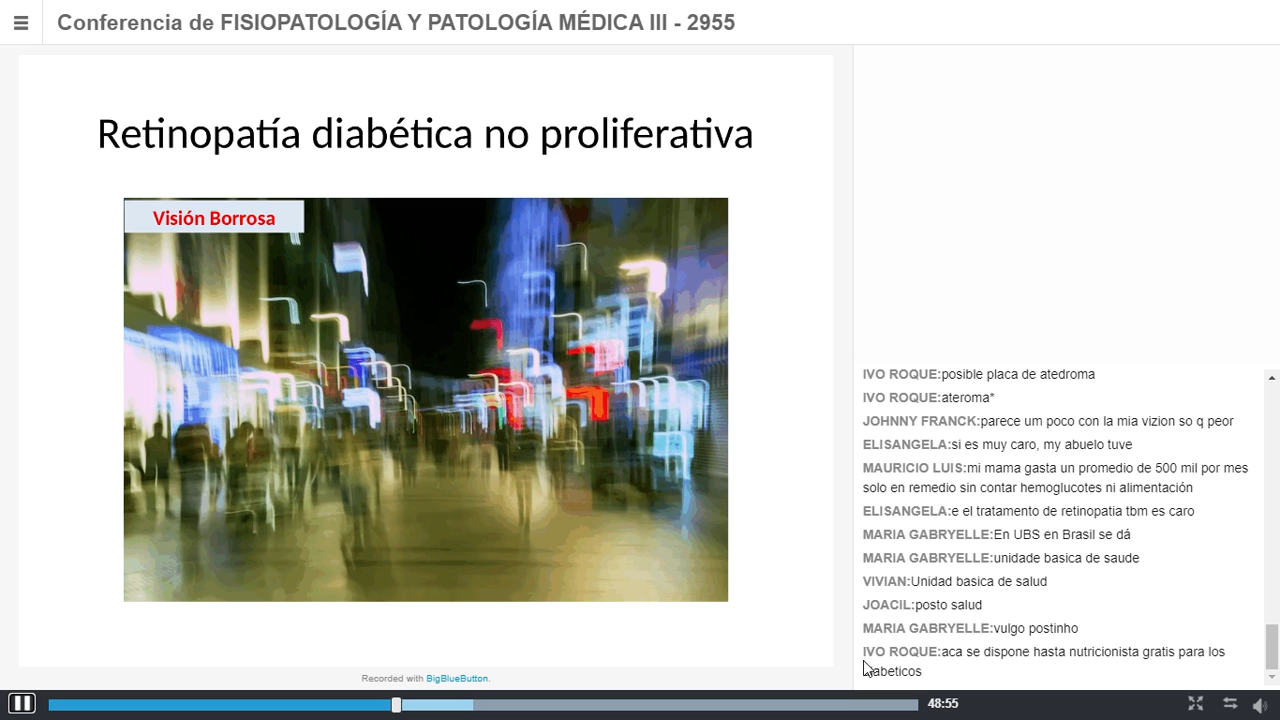 Conferencia de FISIOPATOLOGÍA Y PATOLOGÍA MÉDICA III - 2955
Retinopatía diabética no proliferativa
Visión Borrosa
IVO ROQUE:posible placa de atedroma
IVO ROQUE:ateroma*
JOHNNY FRANCK:parece um poco con la mia vizion so q peor
ELISANGELA:si es muy caro, my abuelo tuve
MAURICIO LUIS:mi mama gasta un promedio de 500 mil por mes
solo en remedio sin contar hemoglucotes ni alimentación
ELISANGELA:e el tratamento de retinopatia tbm es caro
MARIA GABRYELLE:En UBS en Brasil se dá
MARIA GABRYELLE:unidade basica de saude
VIVIAN:Unidad basica de salud
JOACIL:posto salud
MARIA GABRYELLE:vulgo postinho
IVO ROQUE:aca se dispone hasta nutricionista gratis para los
diabeticos
Recorded with BigBlueButton.
48:55